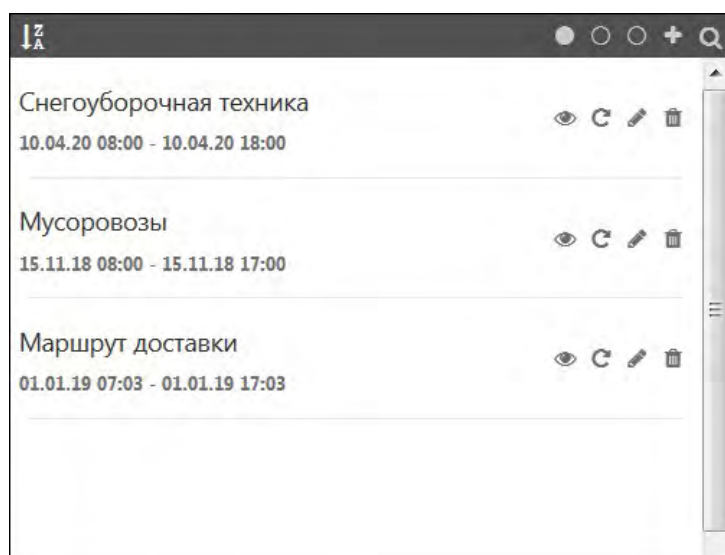 Z
A
Снегоуборочная техника
10.04.20 08:00 - 10.04.20 18:00
Мусоровозы
15.11.18 08:00 - 15.11.18 17:00
Маршрут доставки
01.01.19 07:03 - 01.01.19 17:03